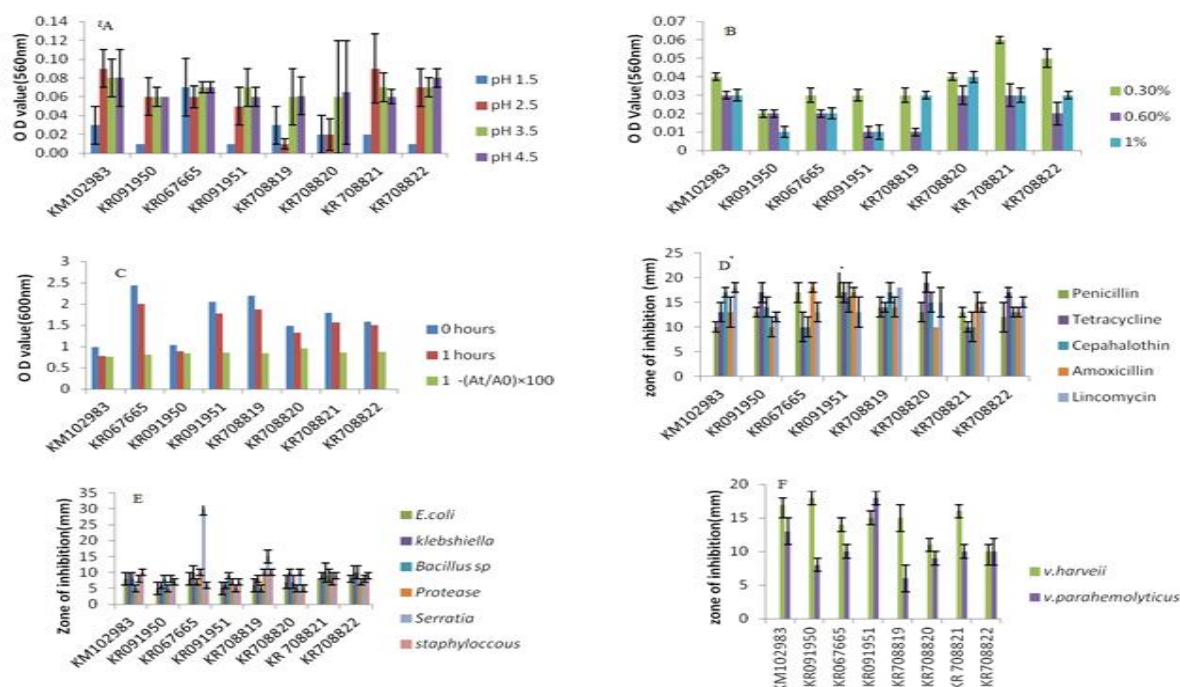 A
O D value(560nm)
0.14
0.12
0.10
0.08
0.06
0.04
0.02
0.00
KM102983
KR091950
KR067665
KR091951
KR708819
KR708820
KR 708821
KR708822
pH 1.5
pH 2.5
pH 3.5
pH 4.5
B
O D Value(560nm)
0.07
0.06
0.05
0.04
0.03
0.02
0.01
0
KM102983
KR091950
KR067665
KR091951
KR708819
KR708820
KR 708821
KR708822
0.30%
0.60%
1%
C
O D value(600nm)
3
2.5
2
1.5
1
0.5
0
KM102983
KR067665
KR091950
KR091951
KR708819
KR708820
KR708821
KR708822
0 hours
1 hours
1 -(At/A0)×100
D
zone of inhibition (mm)
25
20
15
10
5
0
KM102983
KR091950
KR067665
KR091951
KR708819
KR708820
KR708821
KR708822
Penicillin
Tetracycline
Cepahalothin
Amoxicillin
Lincomycin
E
Zone of inhibition(mm)
35
30
25
20
15
10
5
0
KM102983
KR091950
KR067665
KR091951
KR708819
KR708820
KR 708821
KR708822
E.coli
klebshiella
Bacillus sp
Protease
Serratia
staphyloccous
F
zone of inhibition(mm)
20
15
10
5
0
KM102983
KR091950
KR067665
KR091951
KR708819
KR708820
KR 708821
KR708822
v.harveii
v.parahemolyticus